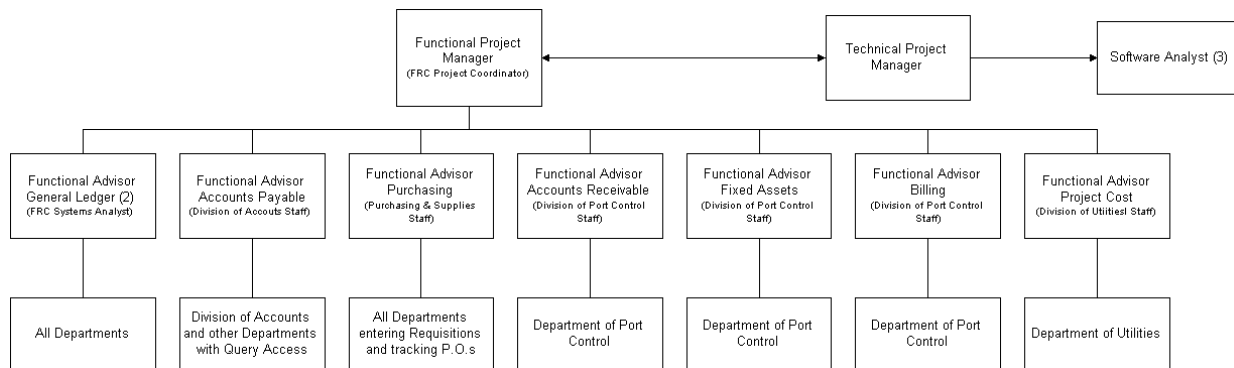 Functional Project
Manager
(FRC Project Coordinator)
Technical Project
Manager
Software Analyst (3)
Functional Advisor
General Ledger (2)
(FRC Systems Analyst)
Functional Advisor
Accounts Payable
(Division of Accouts Staff)
Functional Advisor
Purchasing
(Purchasing & Supplies
Staff)
Functional Advisor
Accounts Receivable
(Division of Port Control
Staff)
Functional Advisor
Fixed Assets
(Division of Port Control
Staff)
Functional Advisor
Billing
(Division of Port Control
Staff)
Functional Advisor
Project Cost
(Division of Utiitiesl Staff)
All Departments
Division of Accounts
and other Departments
with Query Access
All Departments
entering Requisitions
and tracking P.O.s
Department of Port
Control
Department of Port
Control
Department of Port
Control
Department of Utilities